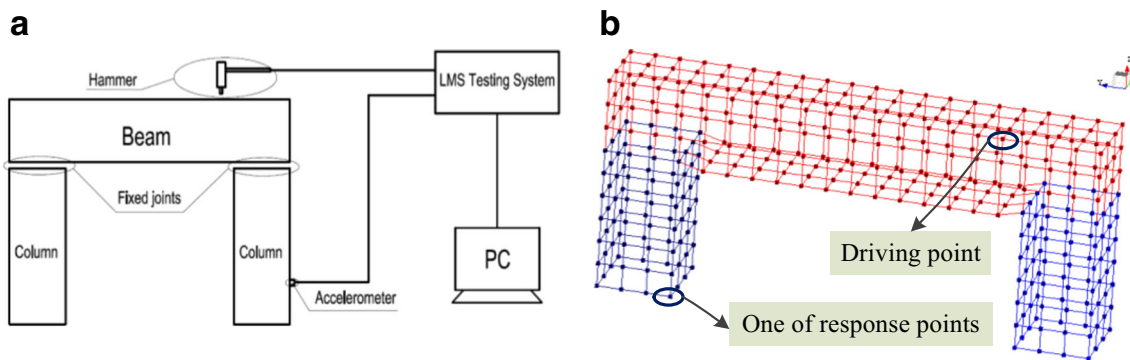 a
b
Hammer
LMS Testing System
Beam
Fixed joints
Column
Column
Accelerometer
PC
Driving point
One of response points